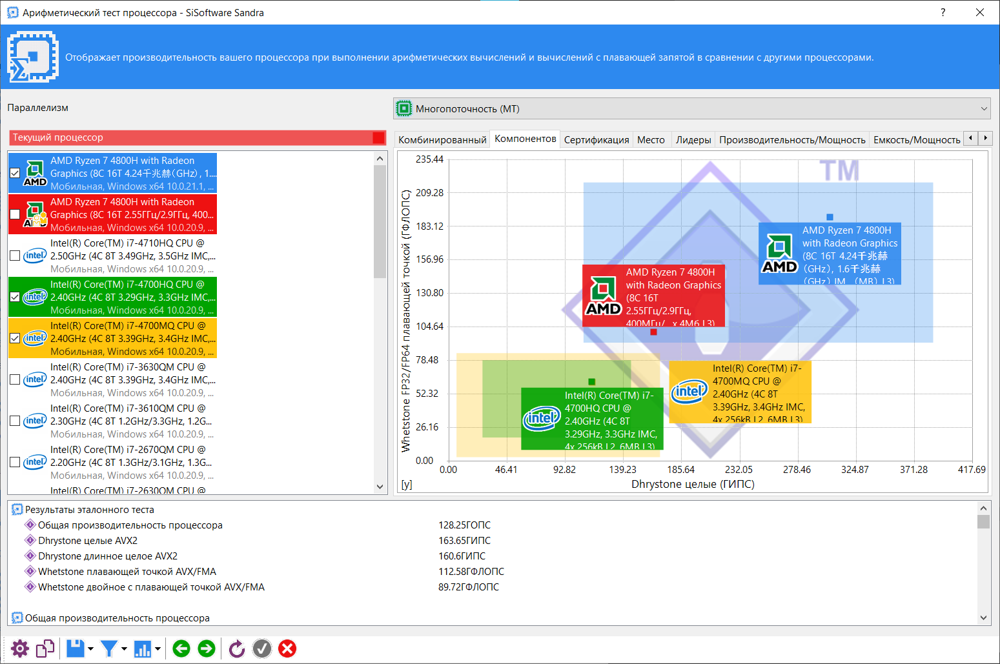 Арифметический тест процессора - SiSoftware Sandra
?
Отображает производительность вашего процессора при выполнении арифметических вычислений и вычислений с плавающей запятой в сравнении с другими процессорами.
Параллелизм
Многопоточность (МТ)
Текущий процессор
AMD Ryzen 7 4800H with Radeon
Graphics (8C 16T 4.24千兆赫(GHz), 1....
Мобильная, Windows x64 10.0.21.1, ...
AMD Ryzen 7 4800H with Radeon
Graphics (8C 16T 2.55ГГц/2.9ГГц, 400...
Мобильная, Windows x64 10.0.20.9, ...
Intel(R) Core(TM) i7-4710HQ CPU @
2.50GHz (4C 8T 3.49GHz, 3.5GHz IMC,...
Мобильная, Windows x64 10.0.20.9, ...
Intel(R) Core(TM) i7-4700HQ CPU @
2.40GHz (4C 8T 3.29GHz, 3.3GHz IMC,...
Мобильная, Windows x64 10.0.20.9, ...
Intel(R) Core(TM) i7-4700MQ CPU @
2.40GHz (4C 8T 3.39GHz, 3.4GHz IMC,...
Мобильная, Windows x64 10.0.20.9, ...
Intel(R) Core(TM) i7-3630QM CPU @
2.40GHz (4C 8T 3.39GHz, 3.4GHz IMC,...
Мобильная, Windows x64 10.0.20.9, ...
Intel(R) Core(TM) i7-3610QM CPU @
2.30GHz (4C 8T 1.2GHz/3.3GHz, 1.2G...
Мобильная, Windows x64 10.0.20.9, ...
Intel(R) Core(TM) i7-2670QM CPU @
2.20GHz (4C 8T 1.3GHz/3.1GHz, 1.3G...
Мобильная, Windows x64 10.0.20.9, ...
Intel(R) Core(TM) i7-2630QM CPU @
AMD
AMD
intel
intel
intel
intel
intel
intel
Комбинированный Компонентов Сертификация Место Лидеры Производительность/Мощность Емкость/Мощность
TM
Whetstone FP32/FP64 плавающей точкой (ГФЛОПС)
235.44
209.28
183.12
156.96
130.80
104.64
78.48
52.32
26.16
0.00
AMD
AMD Ryzen 7 4800H
with Radeon Graphics
(8C 16T 4.24千兆赫
(GHz), 1.6千兆赫
(GHz) IM... (MB) L3)
AMD
AMD Ryzen 7 4800H
with Radeon Graphics
(8C 16T
2.55ГГц/2.9ГГц,
400МГц/... x 4Мб L3)
intel
Intel(R) Core(TM) i7-
4700MQ CPU @
2.40GHz (4C 8T
3.39GHz, 3.4GHz IMC,
4x 256kB L2, 6MB L3)
intel
Intel(R) Core(TM) i7-
4700HQ CPU @
2.40GHz (4C 8T
3.29GHz, 3.3GHz IMC,
4x 256kB L2, 6MB L3)
0.00 46.41 92.82 139.23 185.64 232.05 278.46 324.87 371.28 417.69
[y]
Dhrystone целые (ГИПС)
Результаты эталонного теста
Общая производительность процессора 128.25ГОПС
Dhrystone целые AVX2 163.65ГИПС
Dhrystone длинное целое AVX2 160.6ГИПС
Whetstone плавающей точкой AVX/FMA 112.58ГФЛОПС
Whetstone двойное с плавающей точкой AVX/FMA 89.72ГФЛОПС
Общая производительность процессора